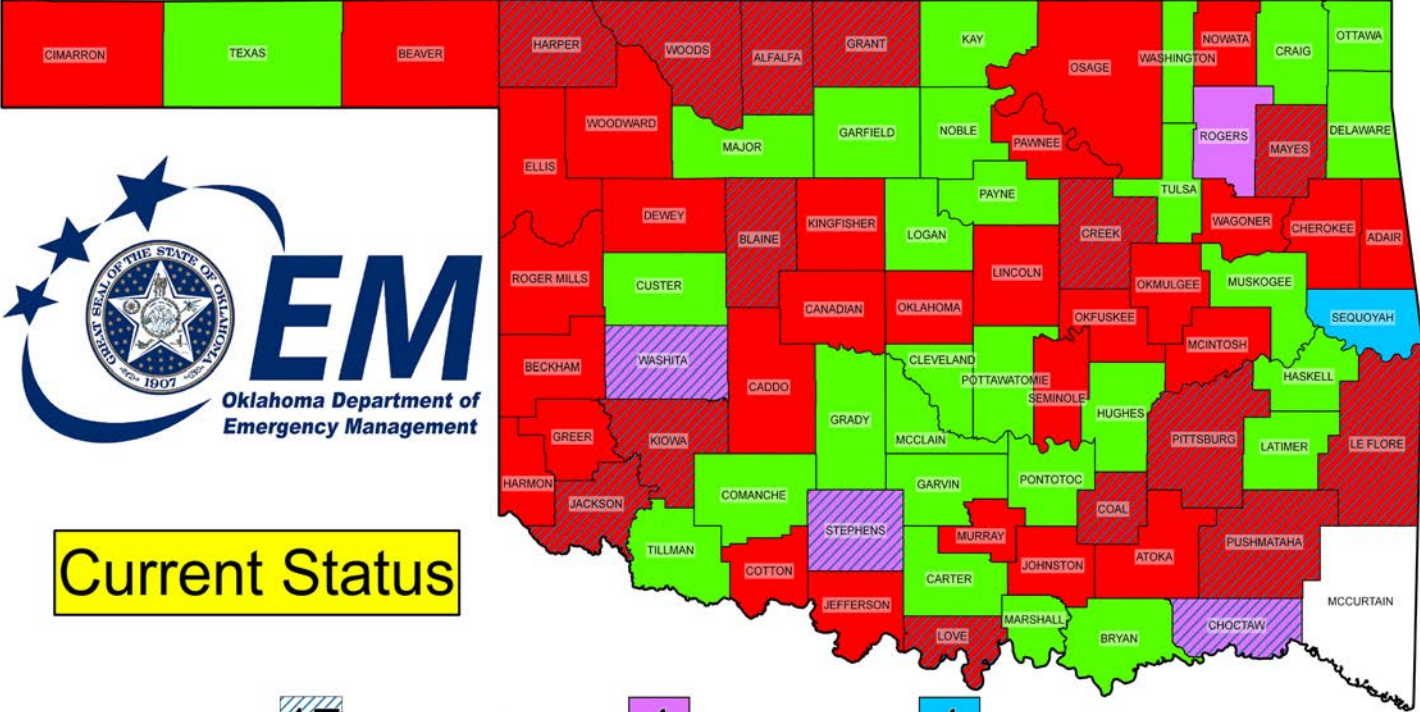 CIMARRON
TEXAS
BEAVER
HARPER
WOODS
ALFALFA
GRANT
KAY
OSAGE
WASHINGTON
NOWATA
CRAIG
OTTAWA
WOODWARD
MAJOR
GARFIELD
NOBLE
PAWNEE
ROGERS
MAYES
DELAWARE
ELLIS
DEWEY
BLAINE
KINGFISHER
LOGAN
PAYNE
CREEK
TULSA
WAGONER
CHEROKEE
ADAIR
ROGER MILLS
CUSTER
CANADIAN
OKLAHOMA
LINCOLN
OKFUSKEE
OKMULGEE
MUSKOGEE
SEQUOYAH
BECKHAM
WASHITA
CADDO
GRADY
CLEVELAND
POTTAWATOMIE
SEMINOLE
HUGHES
MCINTOSH
HASKELL
GREER
KIOWA
MCCLAIN
PITTSBURG
LATIMER
LE FLORE
HARMON
JACKSON
COMANCHE
STEPHENS
GARVIN
PONTOTOC
COAL
TILLMAN
COTTON
MURRAY
JOHNSTON
ATOKA
PUSHMATAHA
JEFFERSON
CARTER
LOVE
MARSHALL
BRYAN
CHOCTAW
MCCURTAIN
GREAT SEAL OF THE STATE OF OKLAHOMA
1907
EM
Oklahoma Department of
Emergency Management
Current Status